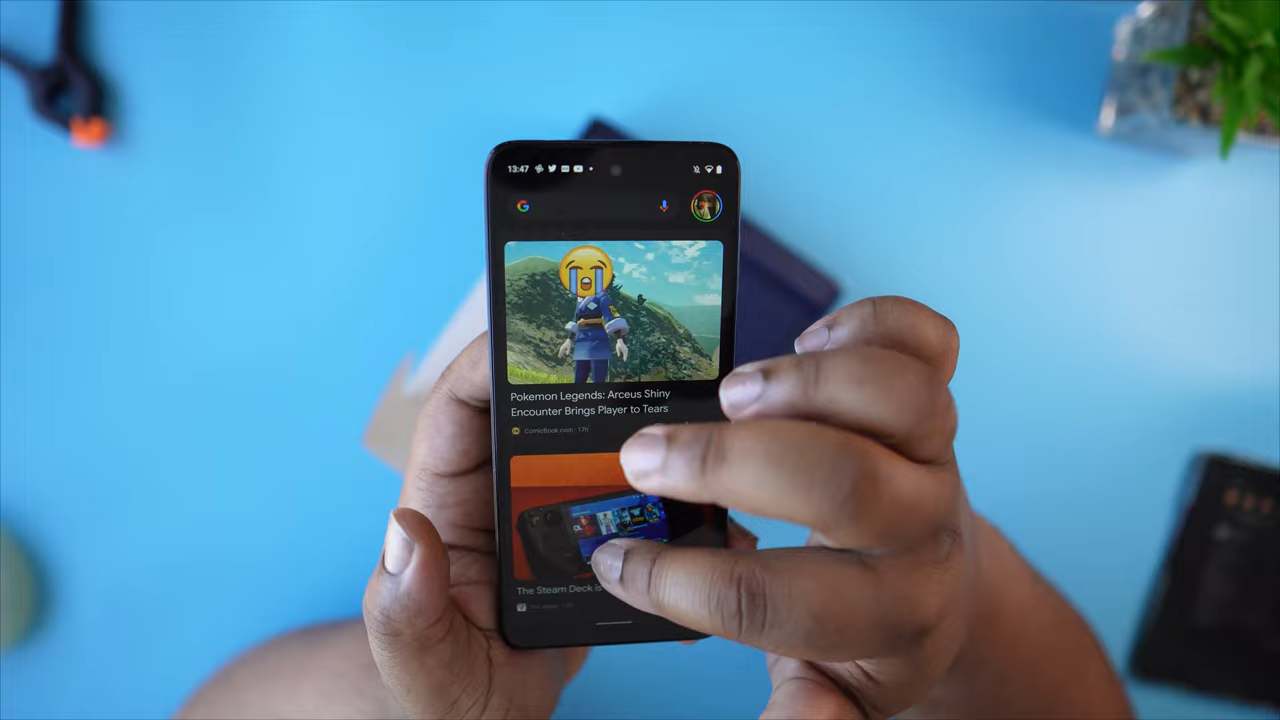 13:47
G
Pokemon Legends: Arceus Shiny
Encounter Brings Player to Tears
ComicBook.com · 17h
The Steam Deck is